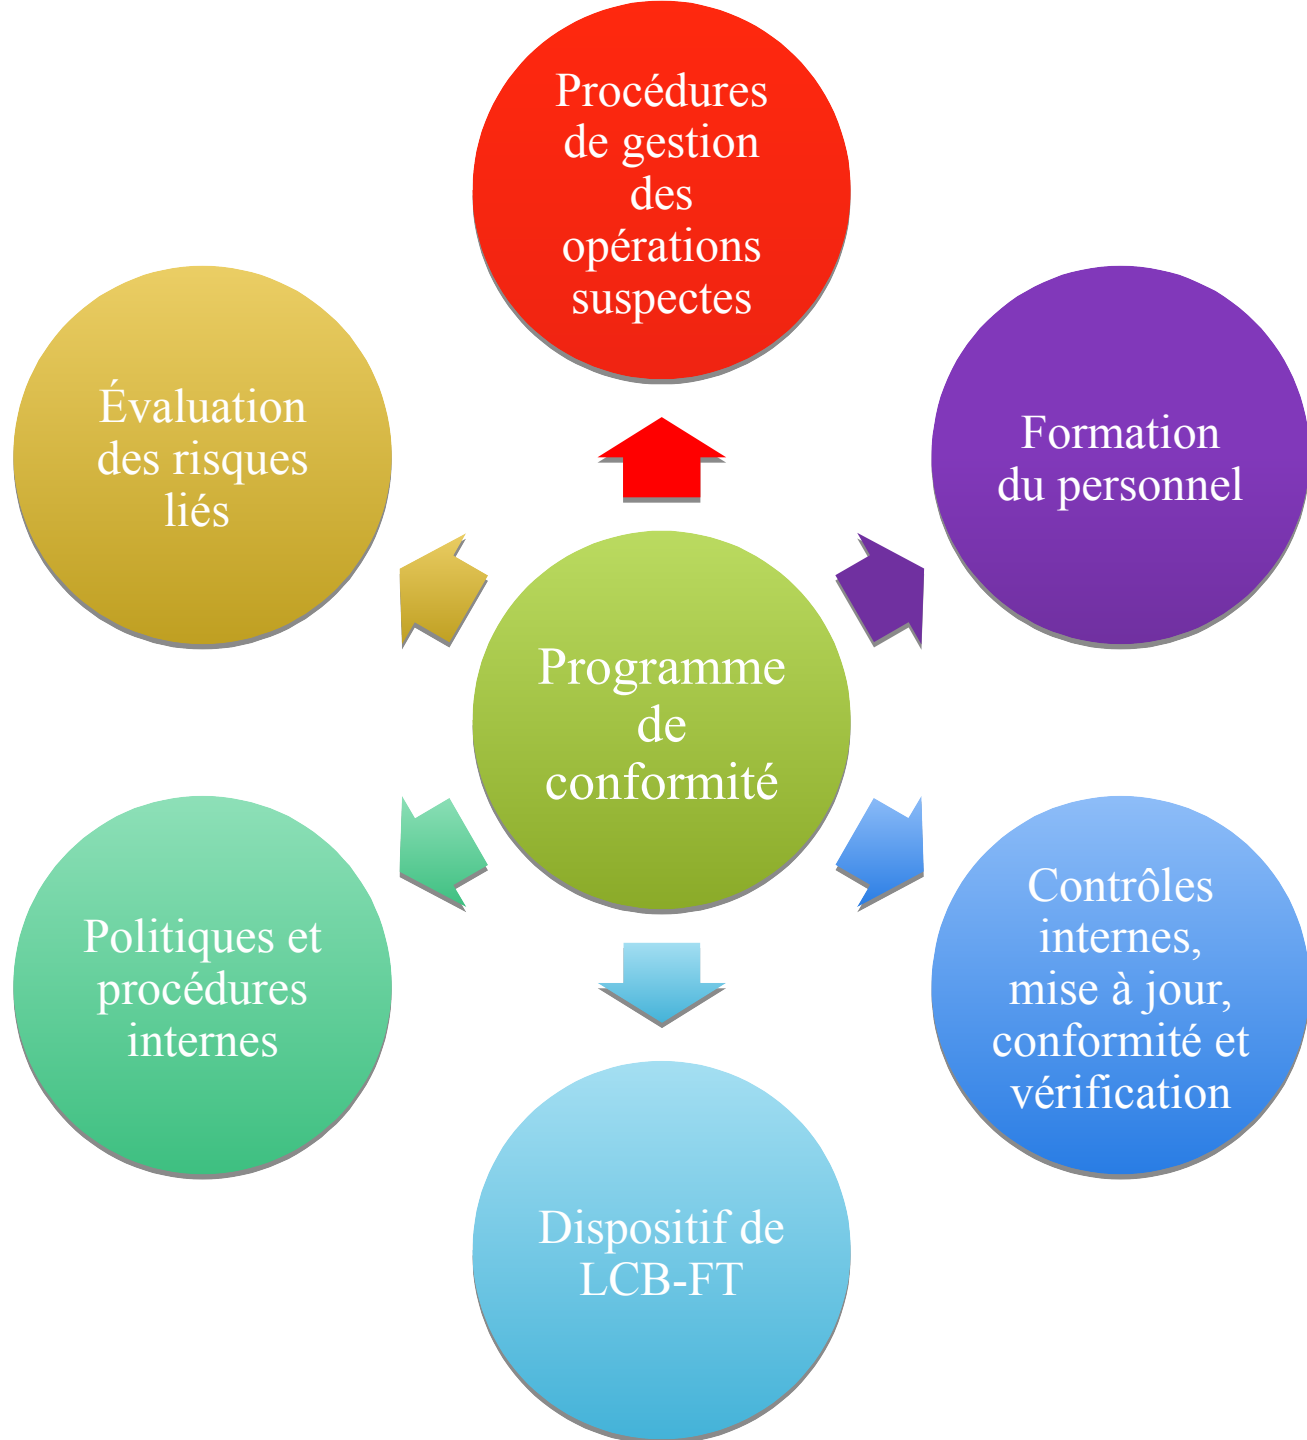 Procédures
de gestion
des
opérations
suspectes
Évaluation
des risques
liés
Formation
du personnel
Programme
de
conformité
Politiques et
procédures
internes
Contrôles
internes,
mise à jour,
conformité et
vérification
Dispositif de
LCB-FT